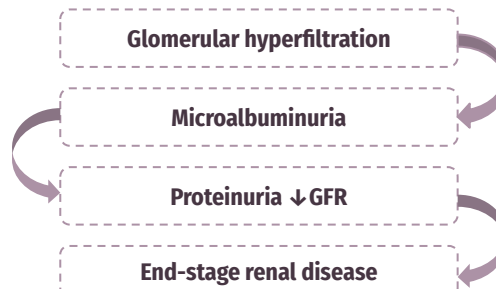 Glomerular hyperfiltration
Microalbuminuria
Proteinuria ↓GFR
End-stage renal disease